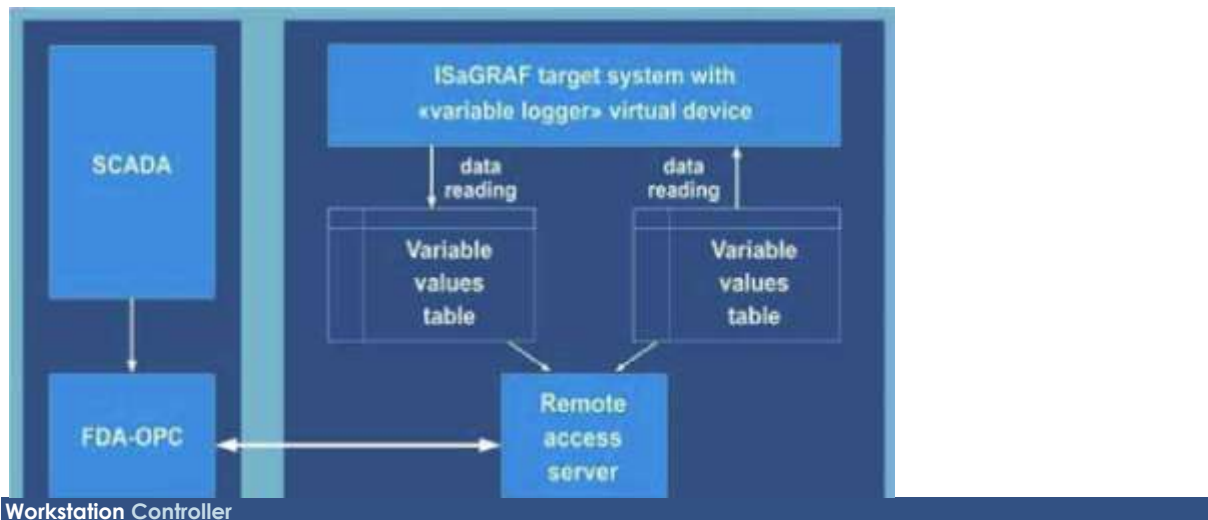 ISaGRAF target system with
«variable logger» virtual device
SCADA
data
reading
data
reading
Variable
values
table
Variable
values
table
FDA-OPC
Remote
access
server
Workstation Controller